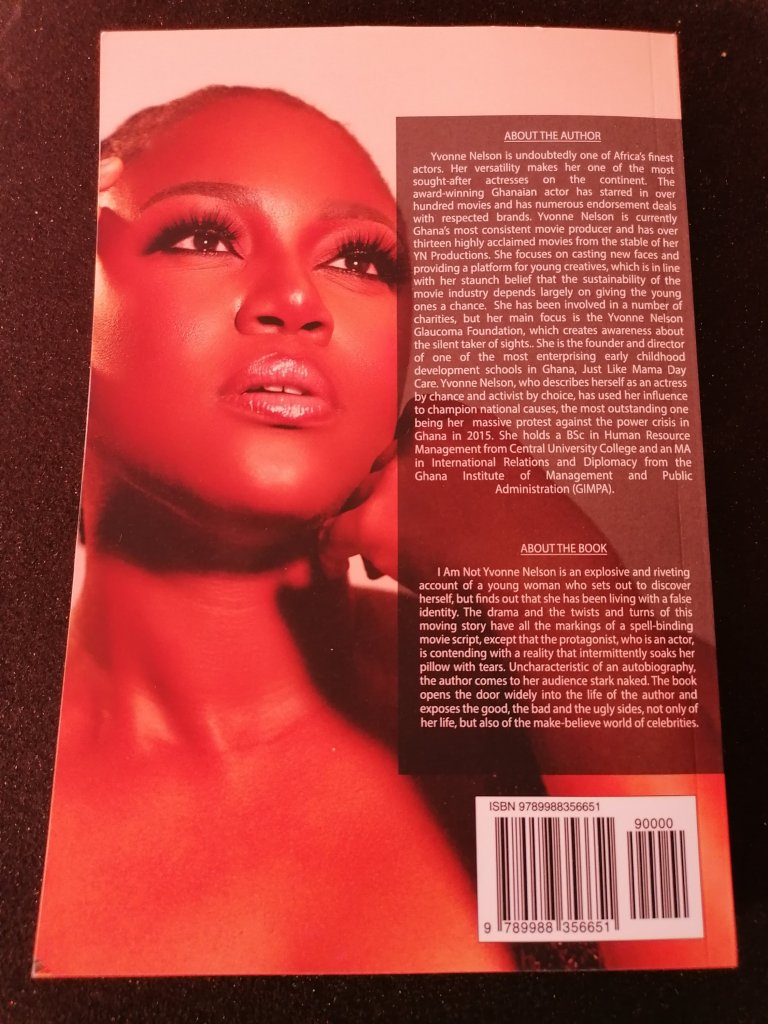 ABOUT THE AUTHOR
Yvonne Nelson is undoubtedly one of Africa's finest
actors. Her versatility makes her one of the most
sought-after actresses on the continent. The
award-winning Ghanaian actor has starred in over
hundred movies and has numerous endorsement deals
with respected brands. Yvonne Nelson is currently
Ghana's most consistent movie producer and has over
thirteen highly acclaimed movies from the stable of her
YN Productions. She focuses on casting new faces and
providing a platform for young creatives, which is in line
with her staunch belief that the sustainability of the
movie industry depends largely on giving the young
ones a chance. She has been involved in a number of
charities, but her main focus is the Yvonne Nelson
Glaucoma Foundation, which creates awareness about
the silent taker of sights.. She is the founder and director
of one of the most enterprising early childhood
development schools in Ghana, Just Like Mama Day
Care. Yvonne Nelson, who describes herself as an actress
by chance and activist by choice, has used her influence
to champion national causes, the most outstanding one
being her massive protest against the power crisis in
Ghana in 2015. She holds a BSc in Human Resource
Management from Central University College and an MA
in International Relations and Diplomacy from the
Ghana Institute of Management and Public
Administration (GIMPA).
ABOUT THE BOOK
I Am Not Yvonne Nelson is an explosive and riveting
account of a young woman who sets out to discover
herself, but finds out that she has been living with a false
identity. The drama and the twists and turns of this
moving story have all the markings of a spell-binding
movie script, except that the protagonist, who is an actor,
is contending with a reality that intermittently soaks her
pillow with tears. Uncharacteristic of an autobiography,
the author comes to her audience stark naked. The book
opens the door widely into the life of the author and
exposes the good, the bad and the ugly sides, not only of
her life, but also of the make-believe world of celebrities.
ISBN 9789988356651
90000
9 789988 356651